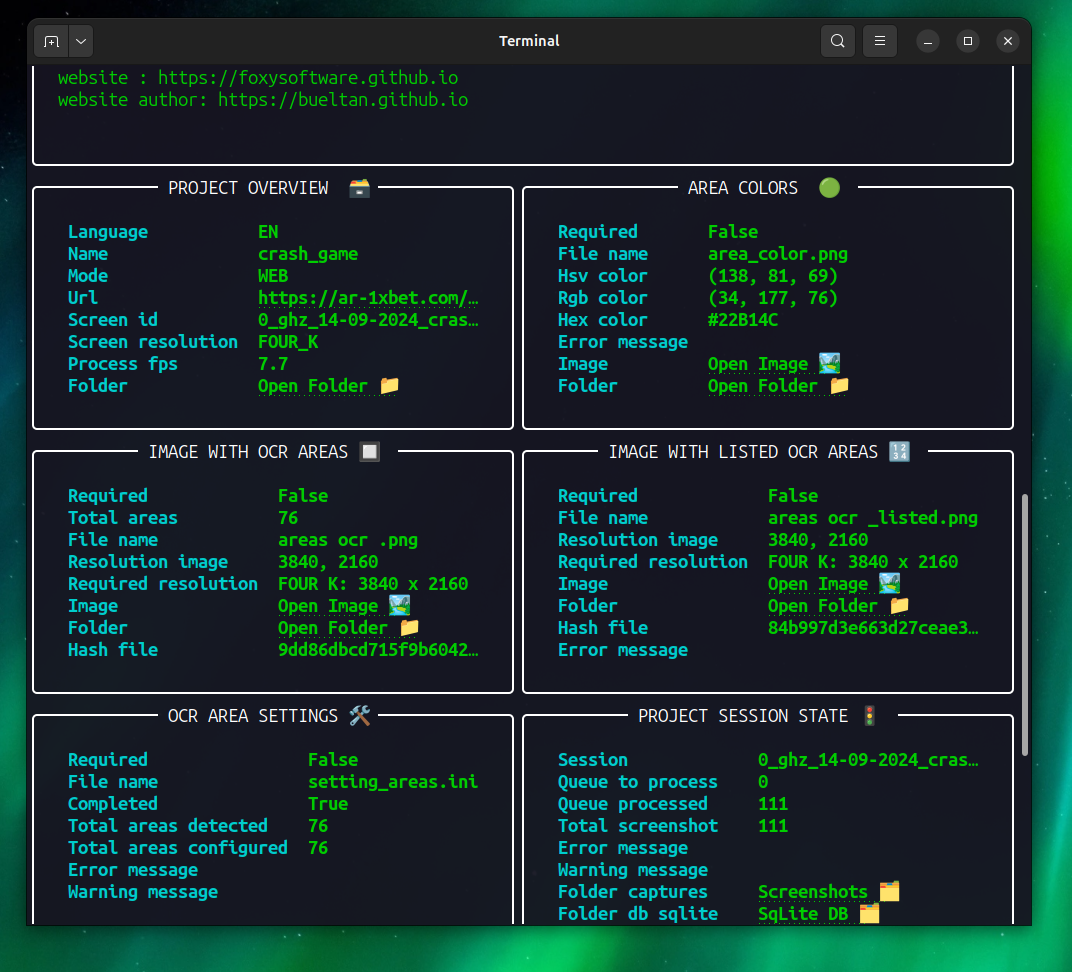 Terminal
website : https://foxysoftware.github.io
website author: https://bueltan.github.io
PROJECT OVERVIEW
Language EN
Name crash_game
Mode WEB
Url https://ar-1xbet.com/…
Screen id 0_ghz_14-09-2024_cras…
Screen resolution FOUR_K
Process fps 7.7
Folder Open Folder
AREA COLORS
Required False
File name area_color.png
Hsv color (138, 81, 69)
Rgb color (34, 177, 76)
Hex color #22B14C
Error message
Image Open Image
Folder Open Folder
IMAGE WITH OCR AREAS
Required False
Total areas 76
File name areas ocr .png
Resolution image 3840, 2160
Required resolution FOUR K: 3840 x 2160
Image Open Image
Folder Open Folder
Hash file 9dd86dbcd715f9b6042…
IMAGE WITH LISTED OCR AREAS
Required False
File name areas ocr _listed.png
Resolution image 3840, 2160
Required resolution FOUR K: 3840 x 2160
Image Open Image
Folder Open Folder
Hash file 84b997d3e663d27ceae3…
Error message
OCR AREA SETTINGS
Required False
File name setting_areas.ini
Completed True
Total areas detected 76
Total areas configured 76
Error message
Warning message
PROJECT SESSION STATE
Session 0_ghz_14-09-2024_cras…
Queue to process 0
Queue processed 111
Total screenshot 111
Error message
Warning message
Folder captures Screenshots
Folder db sqlite SqLite DB